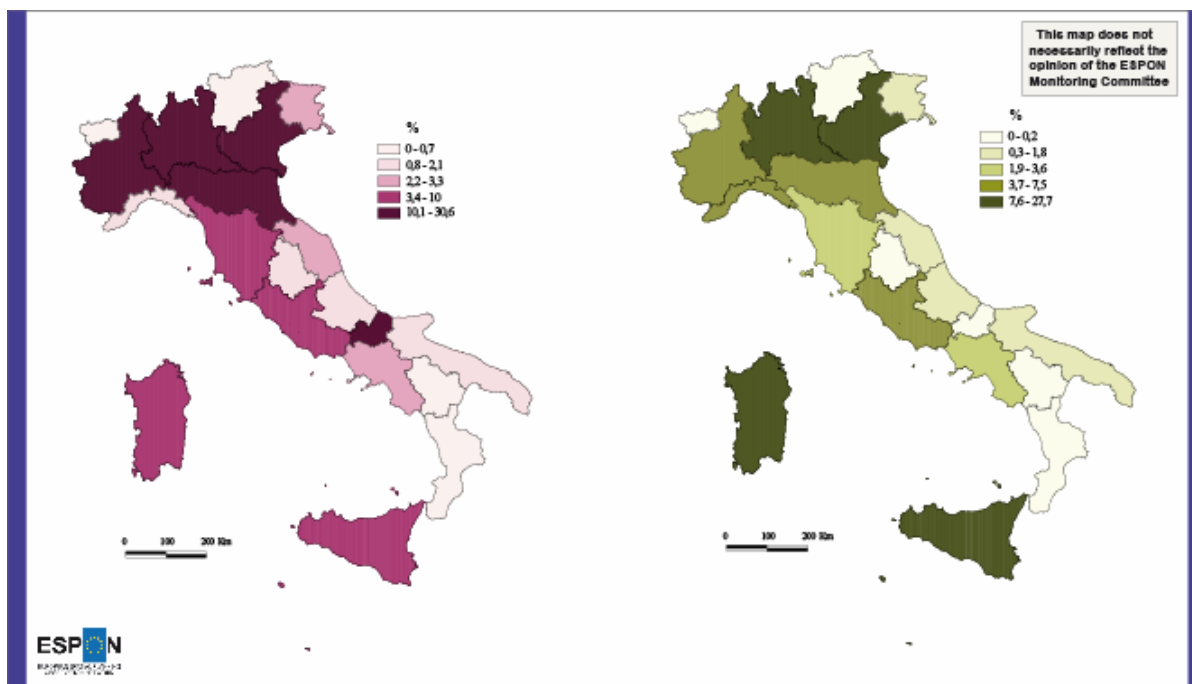 This map does not
necessarily reflect the
opinion of the ESPON
Monitoring Committee
%
0 - 0,7
0,8 - 2,1
2,2 - 3,3
3,4 - 10
10,1 - 30,6
%
0 - 0,2
0,3 - 1,8
1,9 - 3,6
3,7 - 7,5
7,6 - 27,7
0 100 200 Km
0 100 200 Km
ESPON